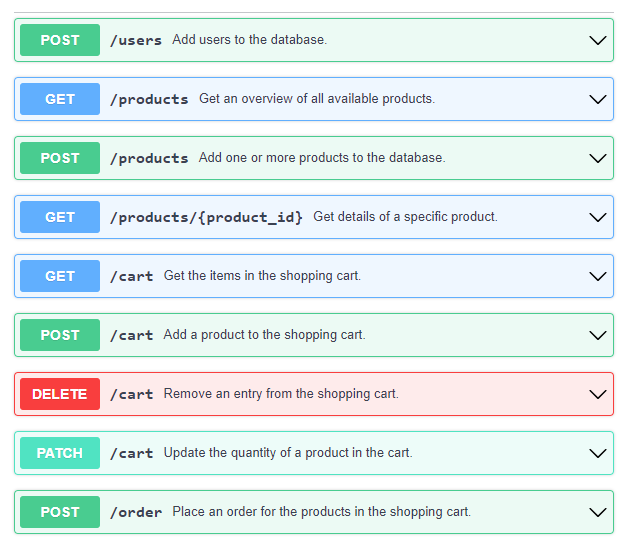 POST /users Add users to the database.
GET /products Get an overview of all available products.
POST /products Add one or more products to the database.
GET /products/{product_id} Get details of a specific product.
GET /cart Get the items in the shopping cart.
POST /cart Add a product to the shopping cart.
DELETE /cart Remove an entry from the shopping cart.
PATCH /cart Update the quantity of a product in the cart.
POST /order Place an order for the products in the shopping cart.